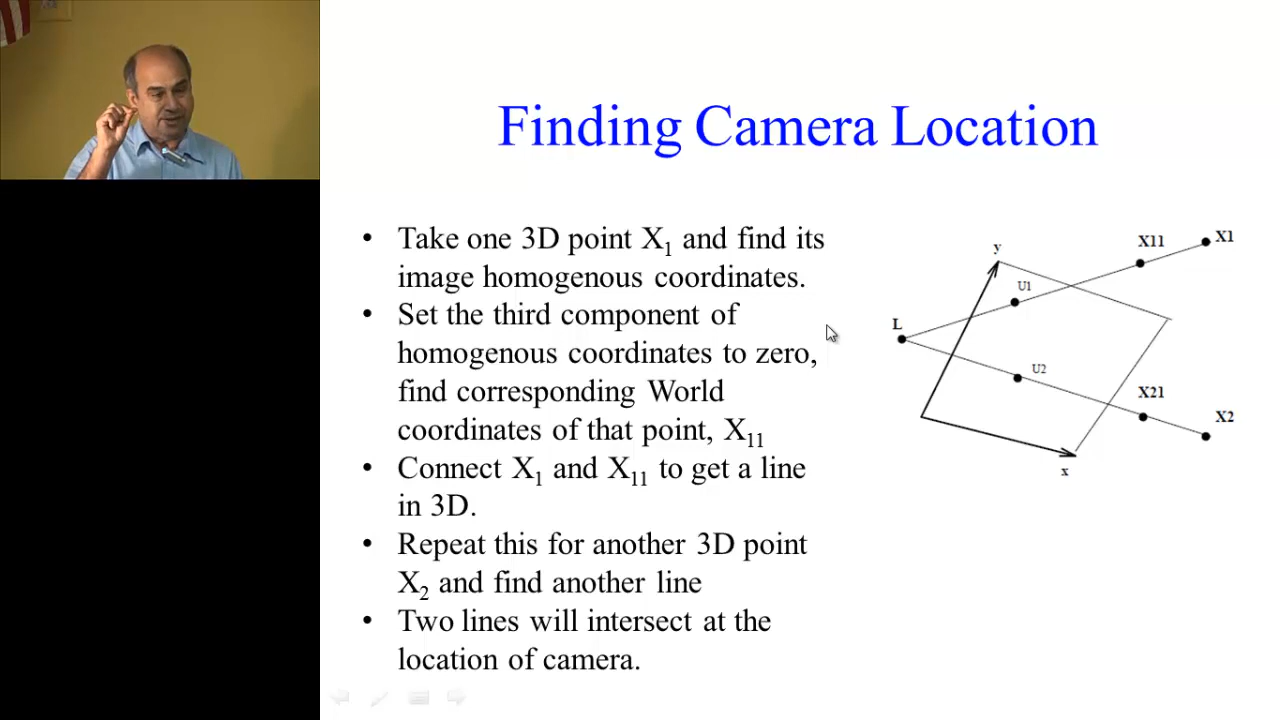 Finding Camera Location
• Take one 3D point X1 and find its
image homogenous coordinates.
• Set the third component of
homogenous coordinates to zero,
find corresponding World
coordinates of that point, X11
• Connect X1 and X11 to get a line
in 3D.
• Repeat this for another 3D point
X2 and find another line
• Two lines will intersect at the
location of camera.
y
X11
X1
U1
L
U2
X21
X2
x